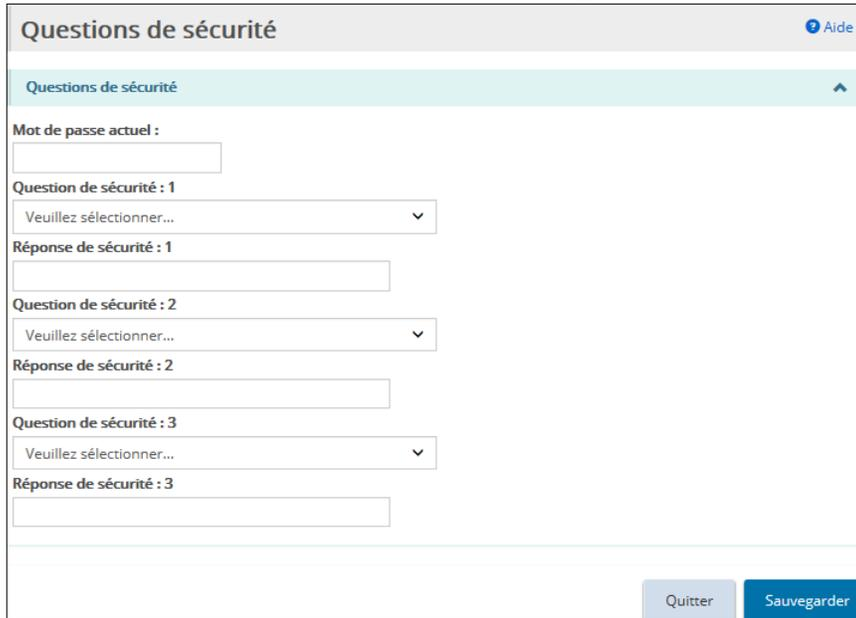 Questions de sécurité
Aide
Questions de sécurité
Mot de passe actuel :
Question de sécurité : 1
Veuillez sélectionner...
Réponse de sécurité : 1
Question de sécurité : 2
Veuillez sélectionner...
Réponse de sécurité : 2
Question de sécurité : 3
Veuillez sélectionner...
Réponse de sécurité : 3
Quitter
Sauvegarder